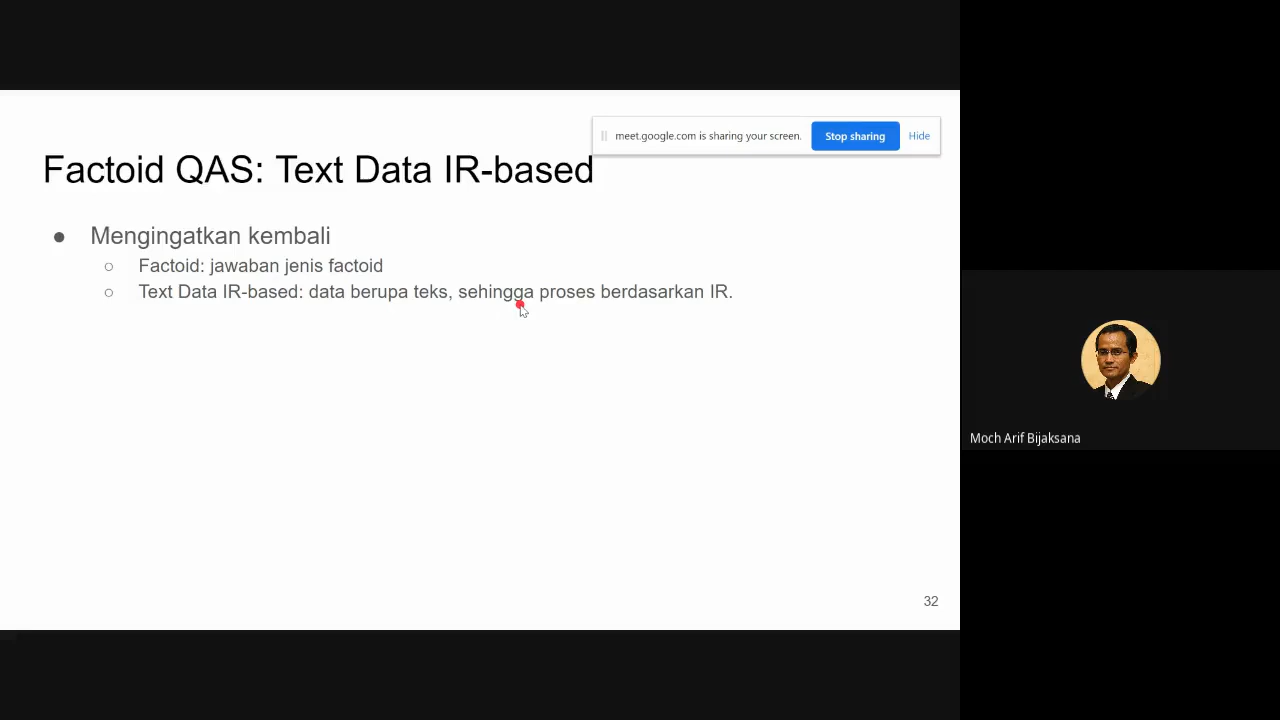 meet.google.com is sharing your screen. Stop sharing Hide
Factoid QAS: Text Data IR-based
● Mengingatkan kembali
○ Factoid: jawaban jenis factoid
○ Text Data IR-based: data berupa teks, sehingga proses berdasarkan IR.
Moch Arif Bijaksana
32